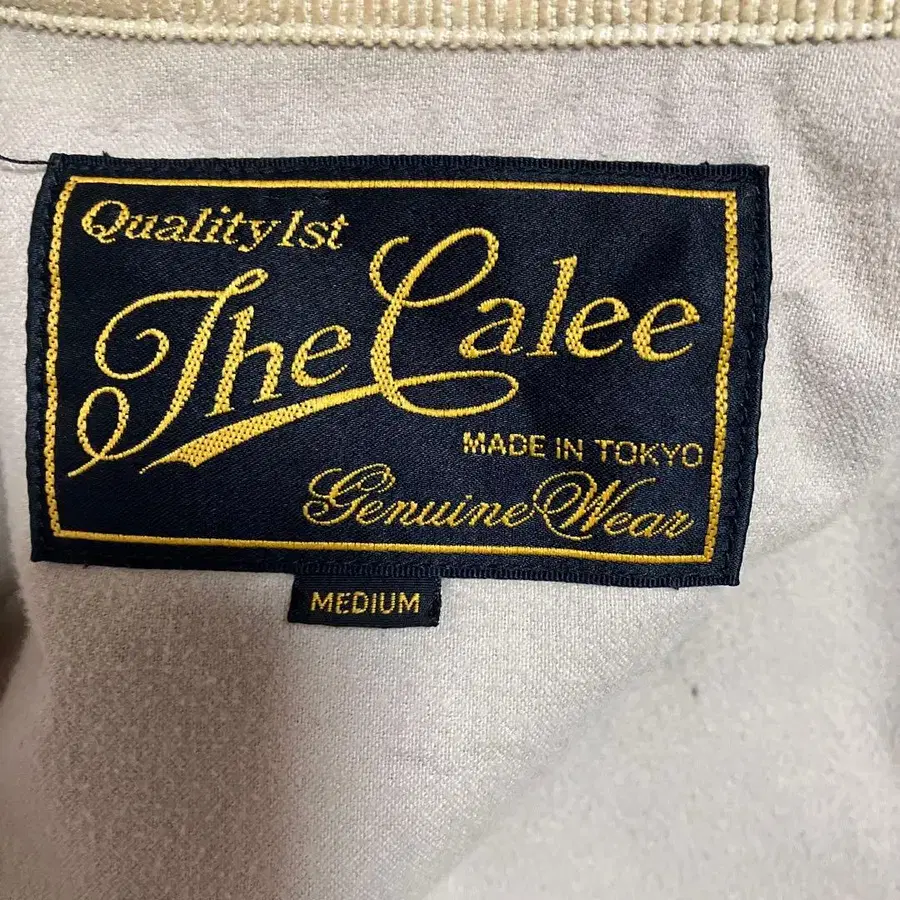 Quality 1st
The Calee
MADE IN TOKYO
Genuine Wear
MEDIUM